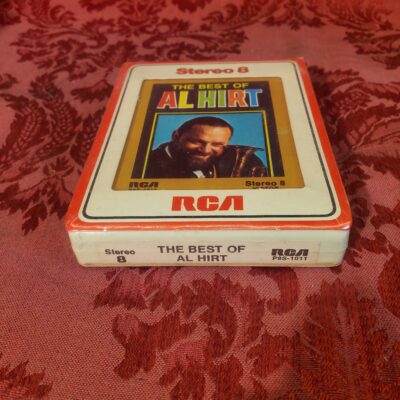 Stereo 8
THE BEST OF
AL HIRT
RCA
Stereo 8
RCA
Stereo
8
THE BEST OF
AL HIRT
RCA
P8S-1011